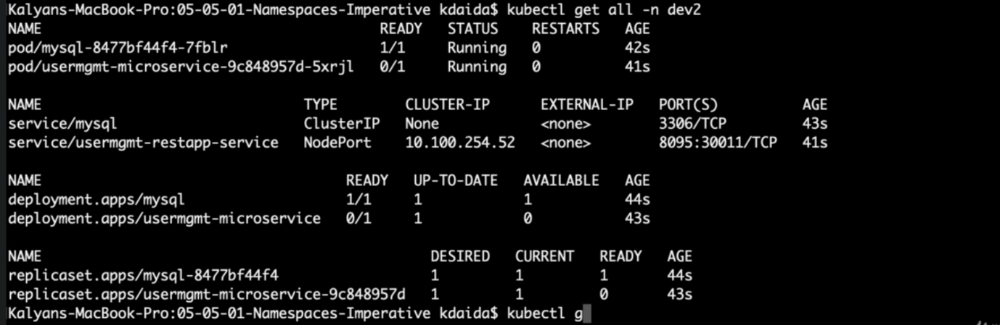 Kalyans-MacBook-Pro:05-05-01-Namespaces-Imperative kdaida$ kubectl get all -n dev2
NAME READY STATUS RESTARTS AGE
pod/mysql-8477bf44f4-7fblr 1/1 Running 0 42s
pod/usermgmt-microservice-9c848957d-5xrjl 0/1 Running 0 41s
NAME TYPE CLUSTER-IP EXTERNAL-IP PORT(S) AGE
service/mysql ClusterIP None <none> 3306/TCP 43s
service/usermgmt-restapp-service NodePort 10.100.254.52 <none> 8095:30011/TCP 41s
NAME READY UP-TO-DATE AVAILABLE AGE
deployment.apps/mysql 1/1 1 1 44s
deployment.apps/usermgmt-microservice 0/1 1 0 43s
NAME DESIRED CURRENT READY AGE
replicaset.apps/mysql-8477bf44f4 1 1 1 44s
replicaset.apps/usermgmt-microservice-9c848957d 1 1 0 43s
Kalyans-MacBook-Pro:05-05-01-Namespaces-Imperative kdaida$ kubectl g